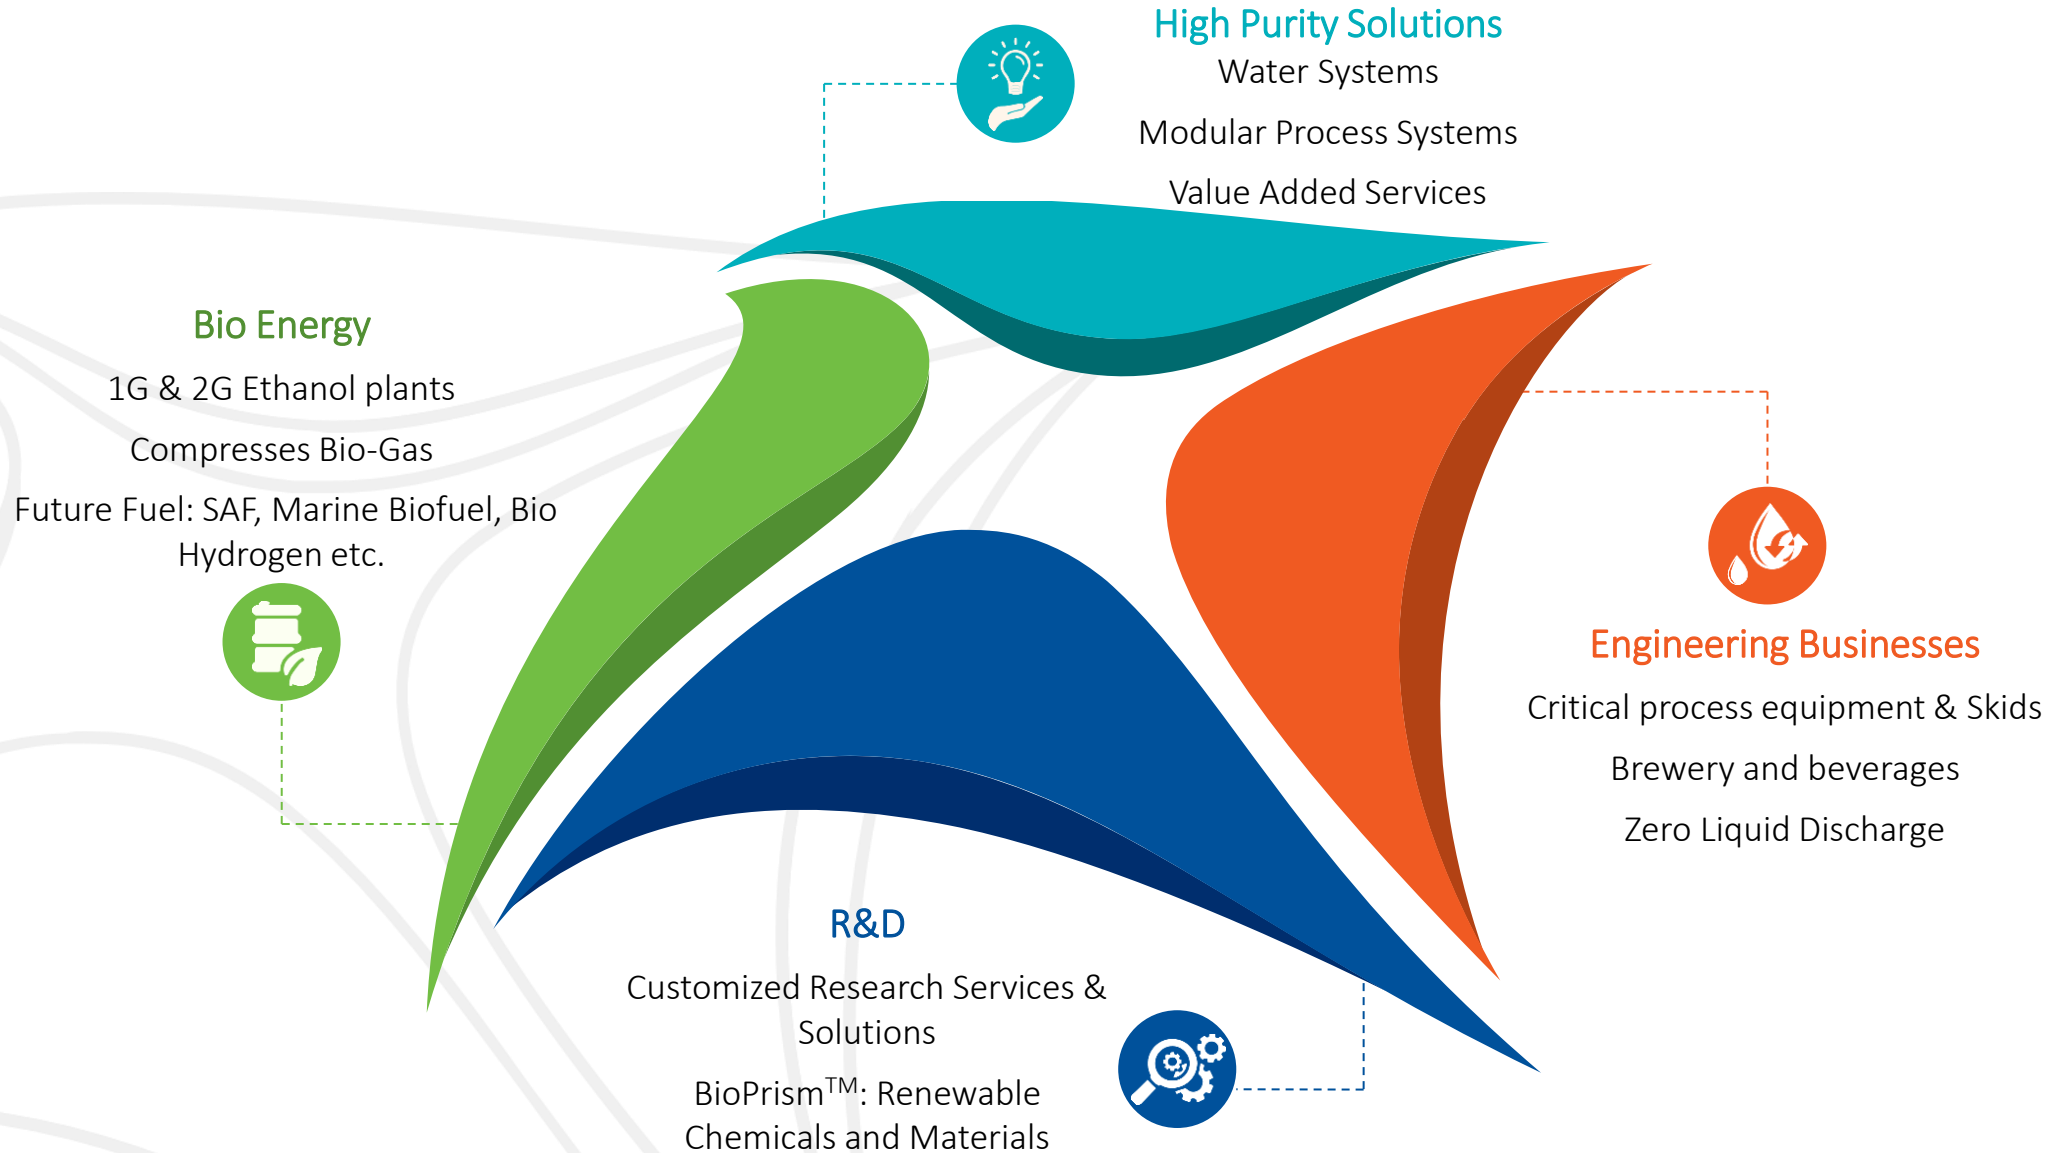 High Purity Solutions
Water Systems
Modular Process Systems
Value Added Services
Bio Energy
1G & 2G Ethanol plants
Compresses Bio-Gas
Future Fuel: SAF, Marine Biofuel, Bio
Hydrogen etc.
Engineering Businesses
Critical process equipment & Skids
Brewery and beverages
Zero Liquid Discharge
R&D
Customized Research Services &
Solutions
BioPrism™: Renewable
Chemicals and Materials